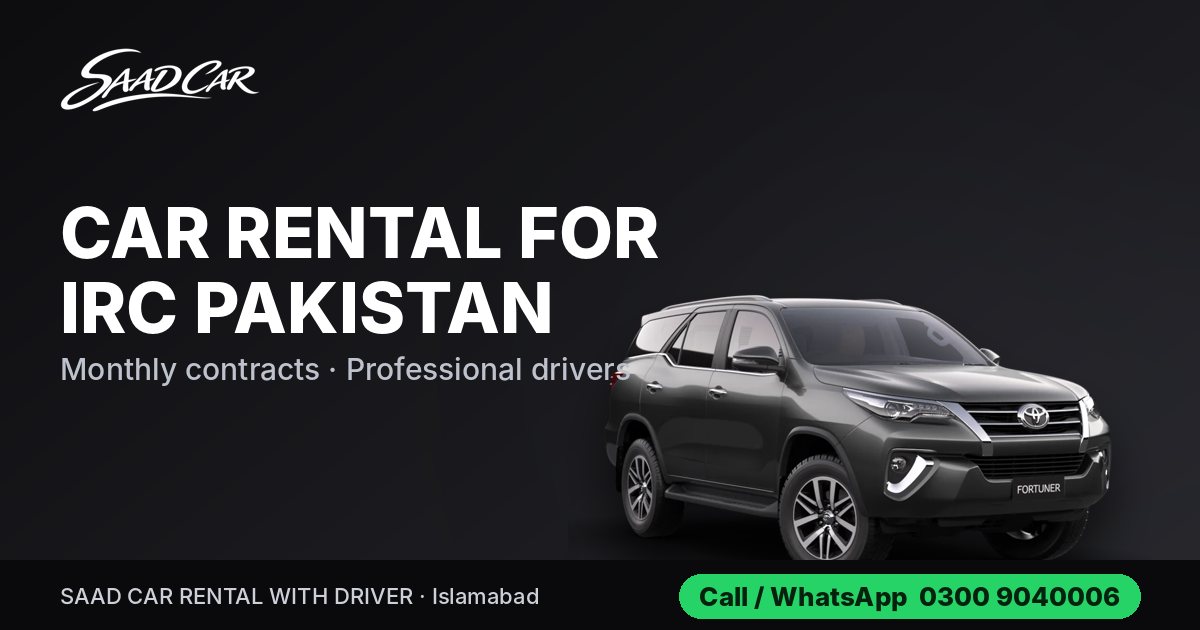 SAAD CAR
CAR RENTAL FOR
IRC PAKISTAN
Monthly contracts · Professional drivers
FORTUNER
SAAD CAR RENTAL WITH DRIVER · Islamabad
Call / WhatsApp 0300 9040006